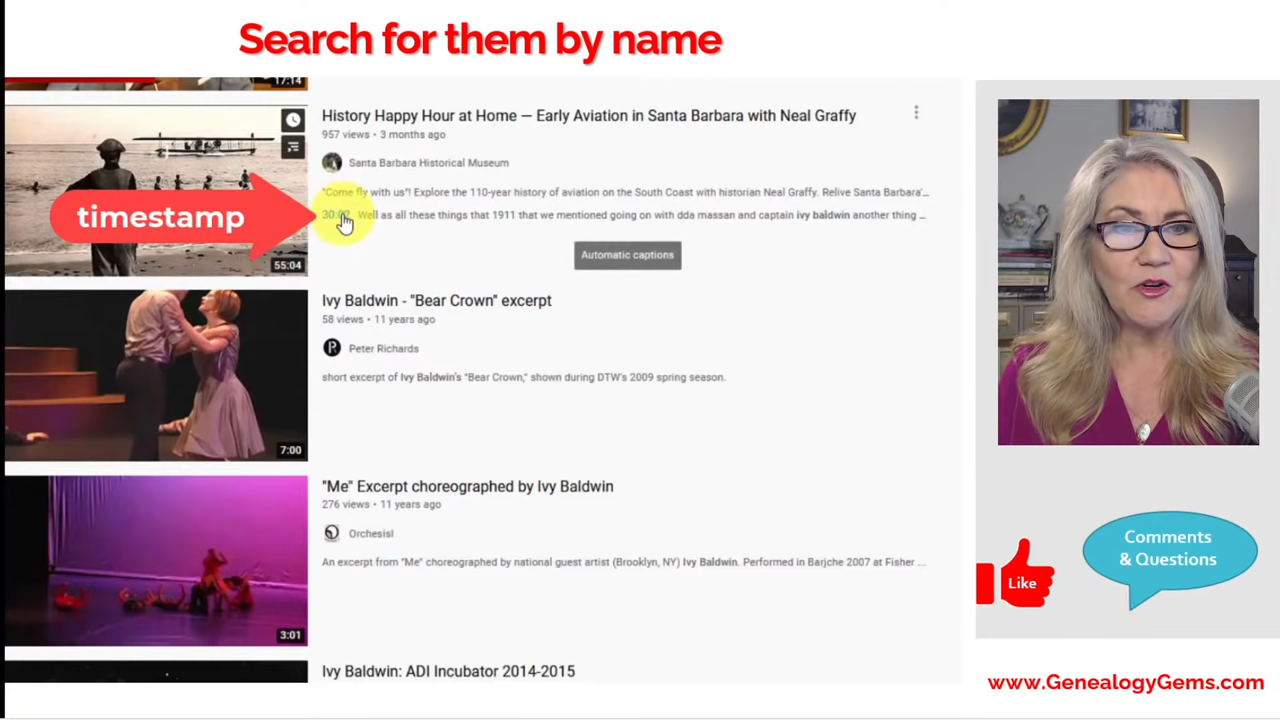 Search for them by name
17:14
History Happy Hour at Home — Early Aviation in Santa Barbara with Neal Graffy
957 views • 3 months ago
Santa Barbara Historical Museum
"Come fly with us"! Explore the 110-year history of aviation on the South Coast with historian Neal Graffy. Relive Santa Barbara'...
timestamp
Well as all these things that 1911 that we mentioned going on with dda massan and captain ivy baldwin another thing ...
55:04
Automatic captions
Ivy Baldwin - "Bear Crown" excerpt
58 views • 11 years ago
Peter Richards
short excerpt of Ivy Baldwin's "Bear Crown," shown during DTW's 2009 spring season.
7:00
"Me" Excerpt choreographed by Ivy Baldwin
276 views • 11 years ago
Orchesisl
An excerpt from "Me" choreographed by national guest artist (Brooklyn, NY) Ivy Baldwin. Performed in Barjche 2007 at Fisher ...
3:01
Ivy Baldwin: ADI Incubator 2014-2015
Comments
& Questions
Like
www.GenealogyGems.com